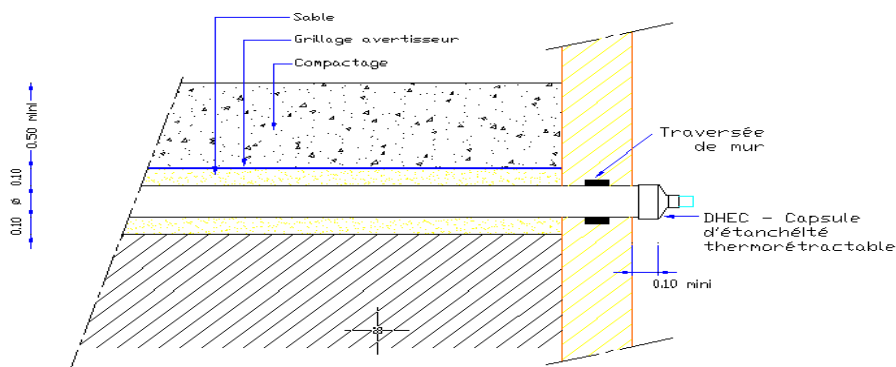 Sable
Grillage avertisseur
Compactage
0.50 mini
0.10
ø
0.10
Traversée
de mur
DHEC - Capsule
d'étanchéité
thermorétractable
0.10 mini